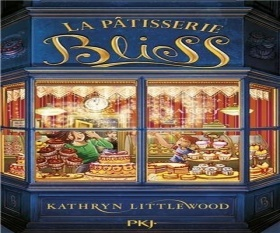 LA PÂTISSERIE
Bliss
KATHRYN LITTLEWOOD
PKJ.